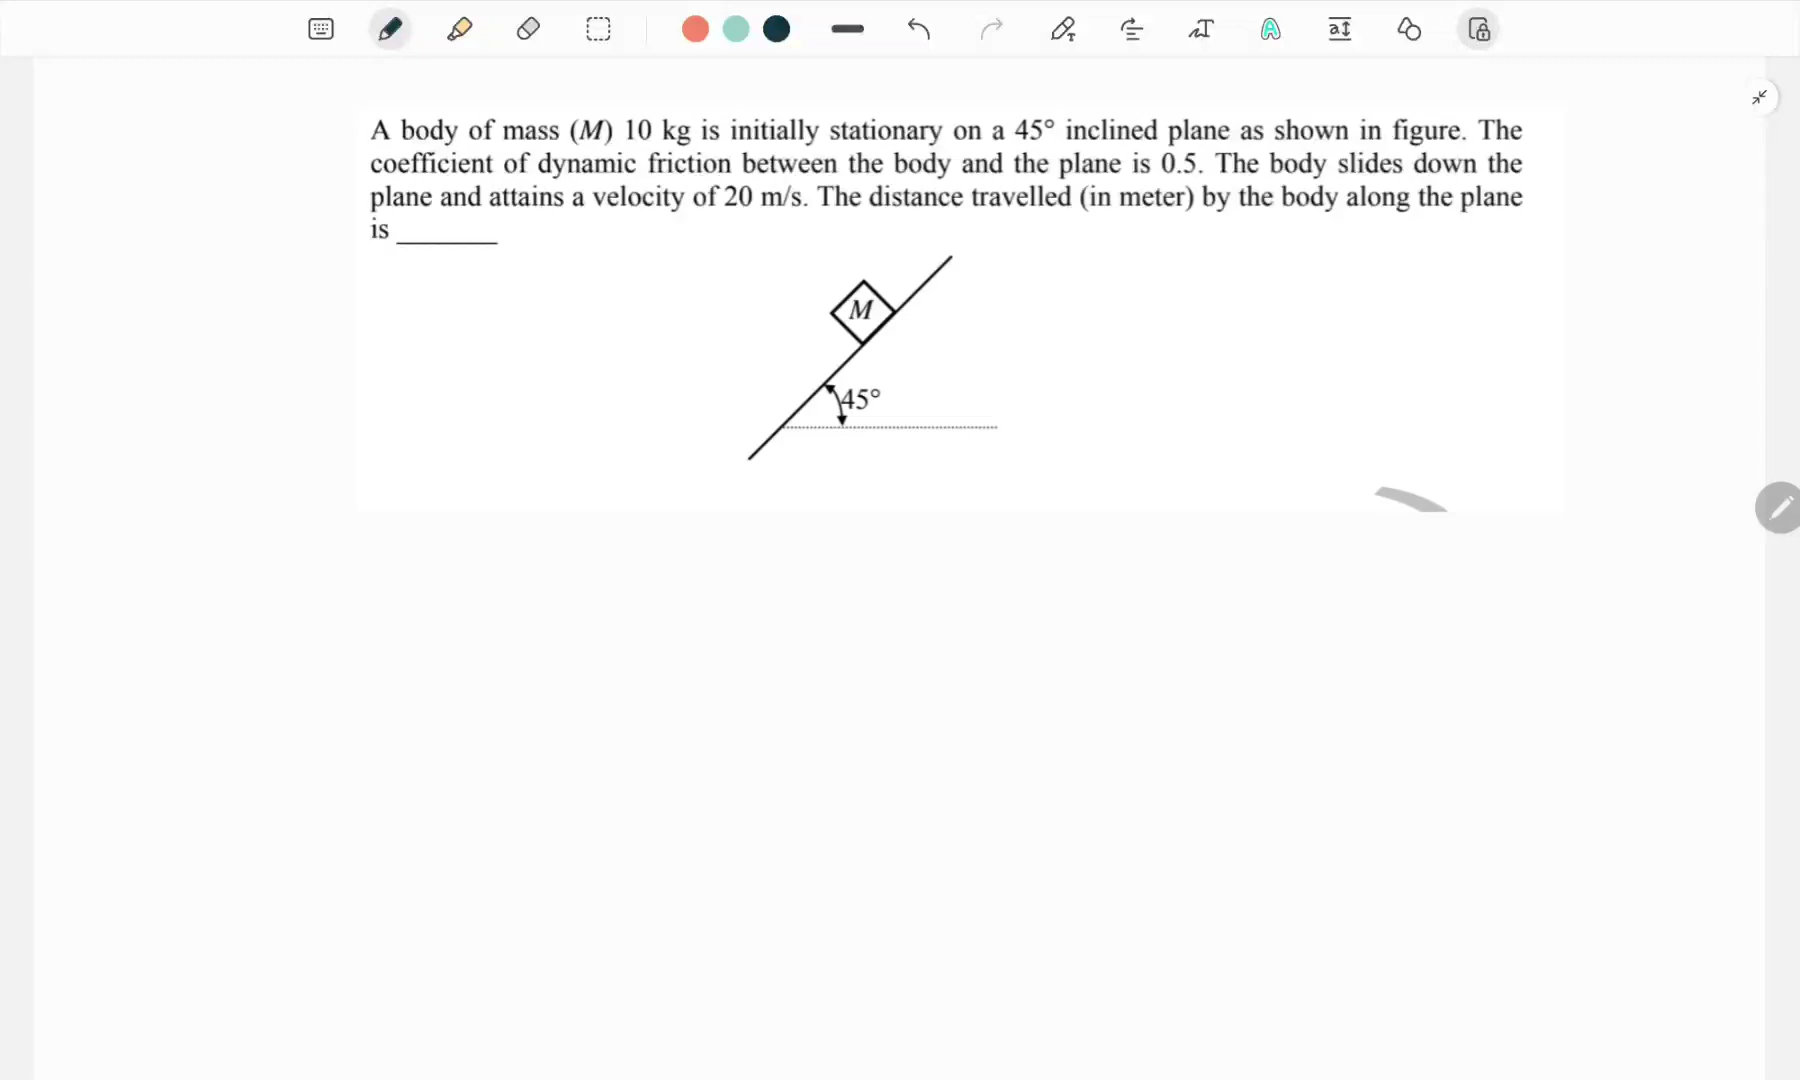 A body of mass (M) 10 kg is initially stationary on a 45° inclined plane as shown in figure. The
coefficient of dynamic friction between the body and the plane is 0.5. The body slides down the
plane and attains a velocity of 20 m/s. The distance travelled (in meter) by the body along the plane
is ________
M
45°